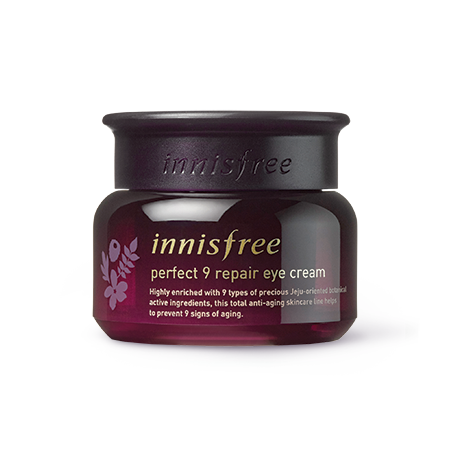 innisfree
innisfree
perfect 9 repair eye cream
Highly enriched with 9 types of precious Jeju-oriented botanical
active ingredients, this total anti-aging skincare line helps
to prevent 9 signs of aging.